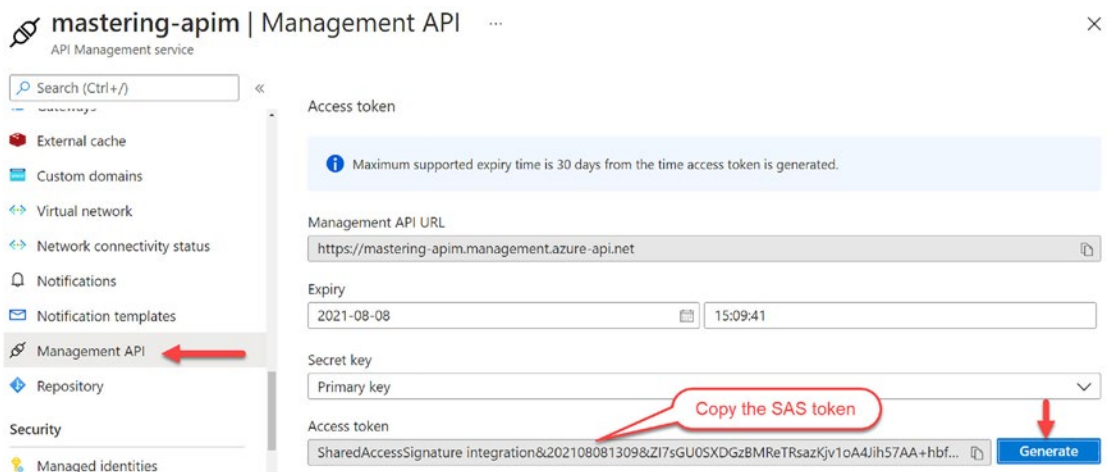 mastering-apim | Management API ...
API Management service
Search (Ctrl+/)
Gateways
External cache
Custom domains
Virtual network
Network connectivity status
Notifications
Notification templates
Management API
Repository
Security
Managed identities
Access token
Maximum supported expiry time is 30 days from the time access token is generated.
Management API URL
https://mastering-apim.management.azure-api.net
Expiry
2021-08-08
15:09:41
Secret key
Primary key
Copy the SAS token
Access token
SharedAccessSignature integration&202108081309&ZI7sGU0SXDGzBMReTRsazKjv1oA4Jih57AA+hbf...
Generate